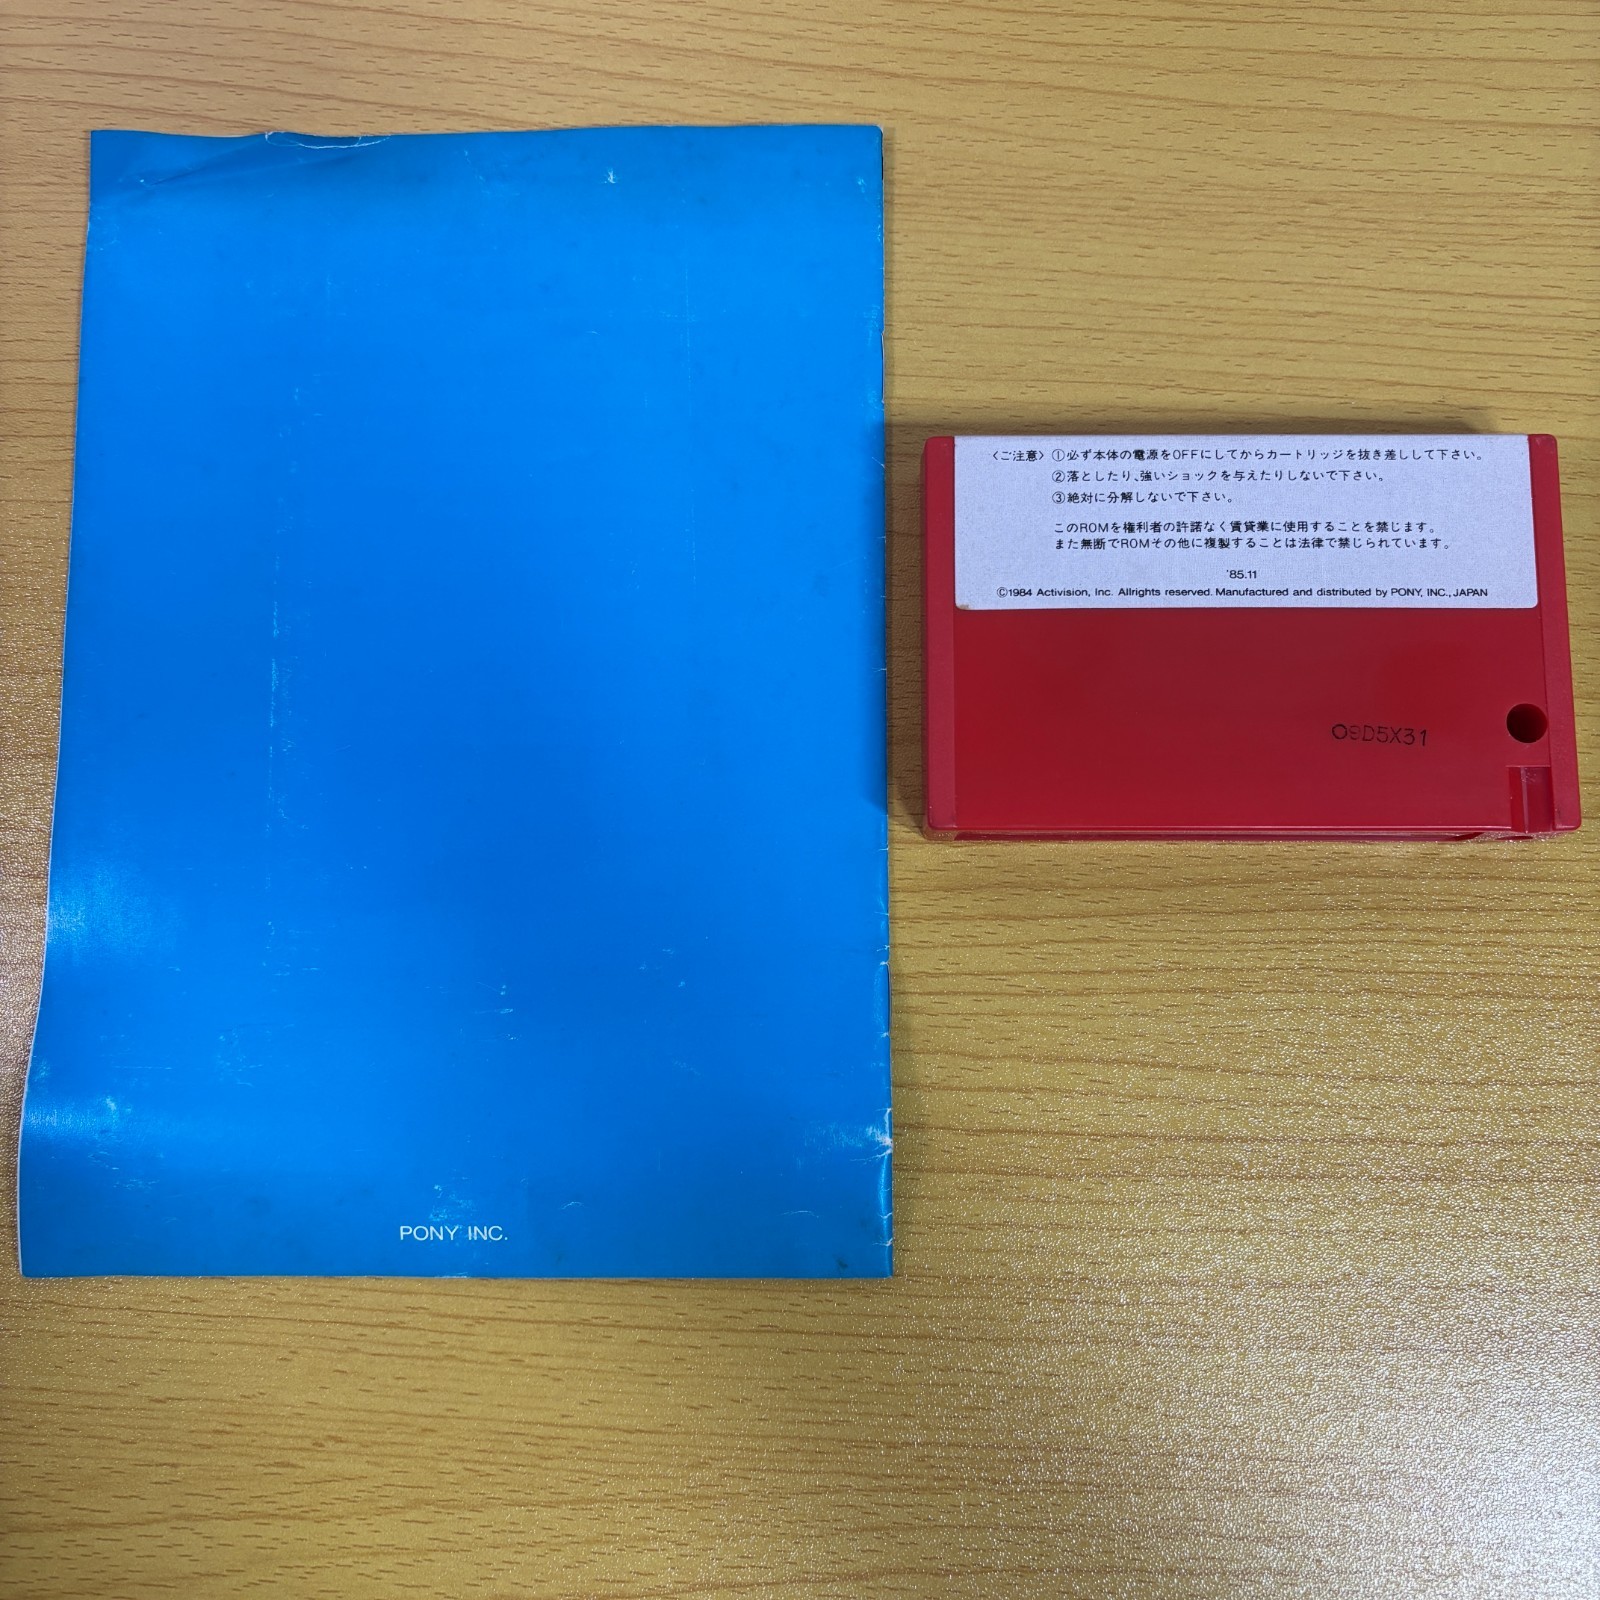 PONY INC.
〈ご注意〉①必ず本体の電源をOFFにしてからカートリッジを抜き差しして下さい。
②落としたり、強いショックを与えたりしないで下さい。
③絶対に分解しないで下さい。
このROMを権利者の許諾なく賃貸業に使用することを禁じます。
また無断でROMその他に複製することは法律で禁じられています。
'85.11
©1984 Activision, Inc. Allrights reserved. Manufactured and distributed by PONY, INC., JAPAN
09D5X31